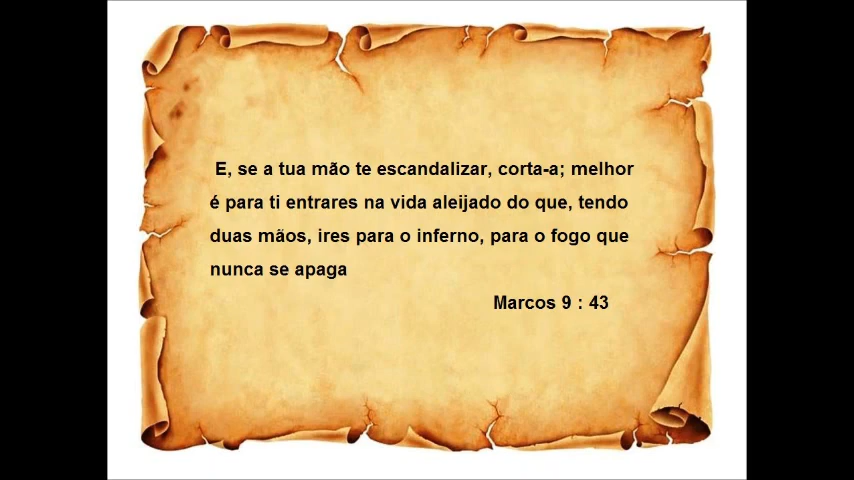 E, se a tua mão te escandalizar, corta-a; melhor
é para ti entrares na vida aleijado do que, tendo
duas mãos, ires para o inferno, para o fogo que
nunca se apaga
Marcos 9 : 43